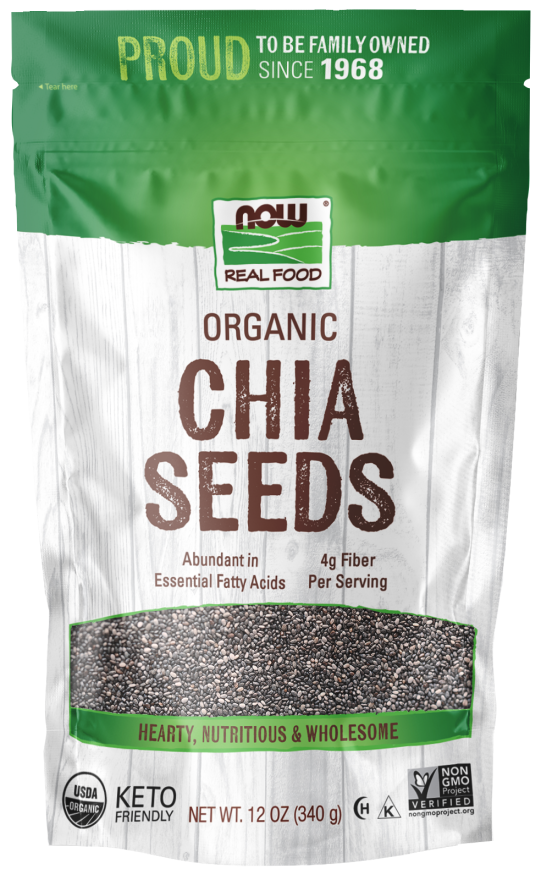 PROUD TO BE FAMILY OWNED
SINCE 1968
Tear here
NOW®
REAL FOOD
ORGANIC
CHIA
SEEDS
Abundant in
Essential Fatty Acids
4g Fiber
Per Serving
HEARTY, NUTRITIOUS & WHOLESOME
USDA
ORGANIC
KETO
FRIENDLY
NET WT. 12 OZ (340 g)
H
K
NON
GMO
Project
VERIFIED
nongmoproject.org